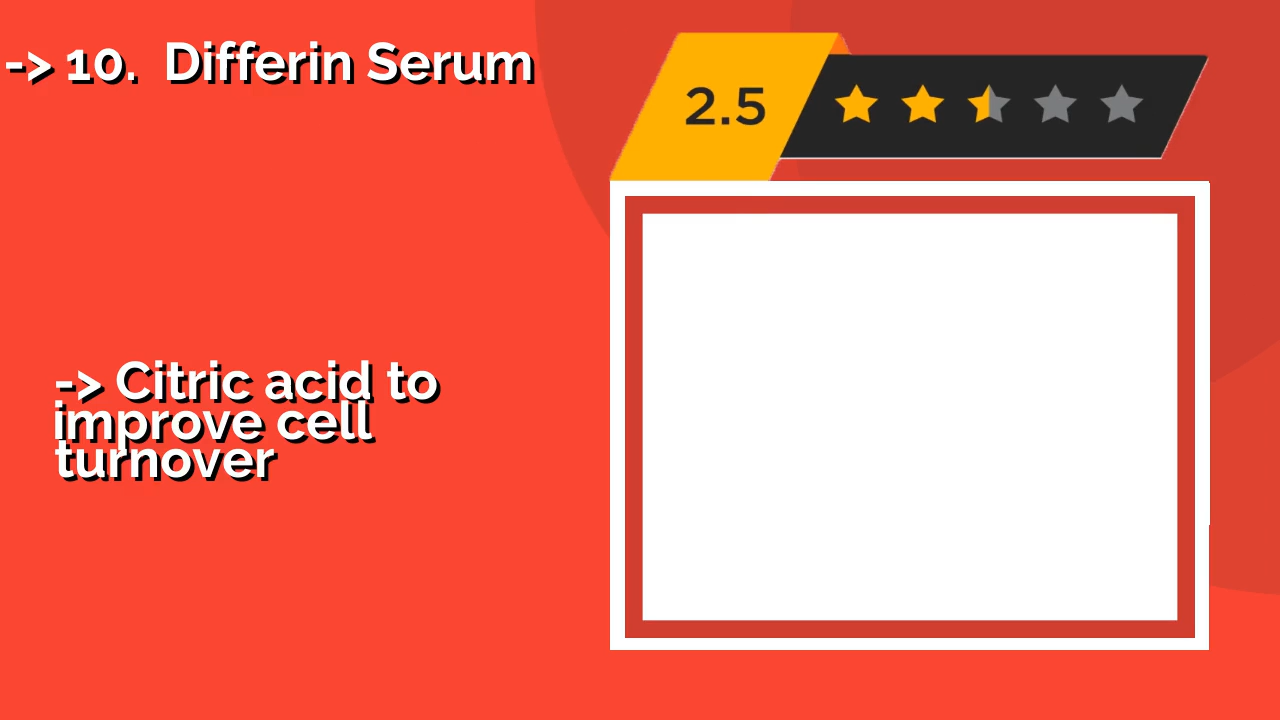 -> 10.  Differin Serum
2.5
-> Citric acid to
improve cell
turnover